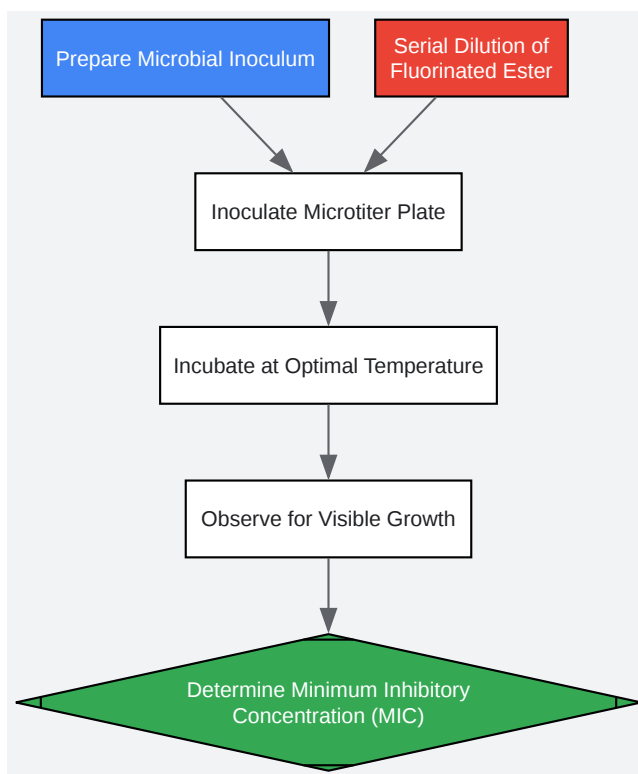 Prepare Microbial Inoculum
Serial Dilution of
Fluorinated Ester
Inoculate Microtiter Plate
Incubate at Optimal Temperature
Observe for Visible Growth
Determine Minimum Inhibitory
Concentration (MIC)